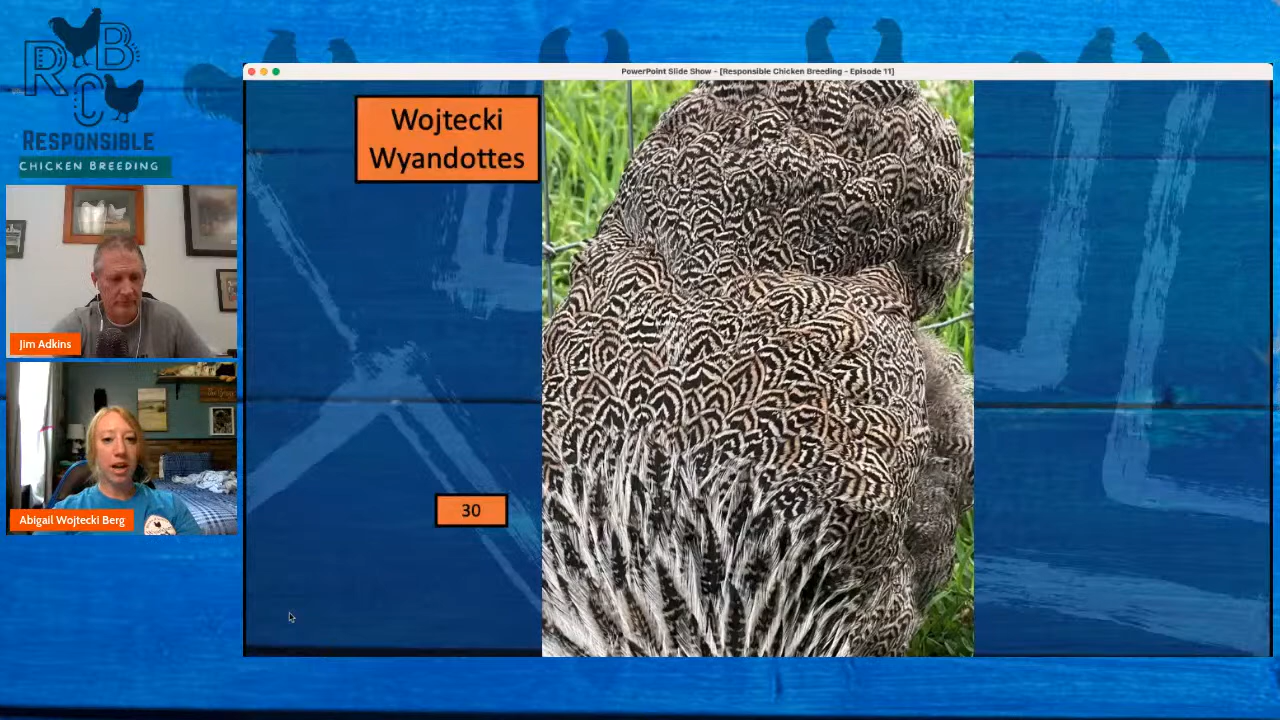 R B C
RESPONSIBLE
CHICKEN BREEDING
PowerPoint Slide Show - [Responsible Chicken Breeding - Episode 11]
Wojtecki
Wyandottes
Jim Adkins
30
Abigail Wojtecki Berg